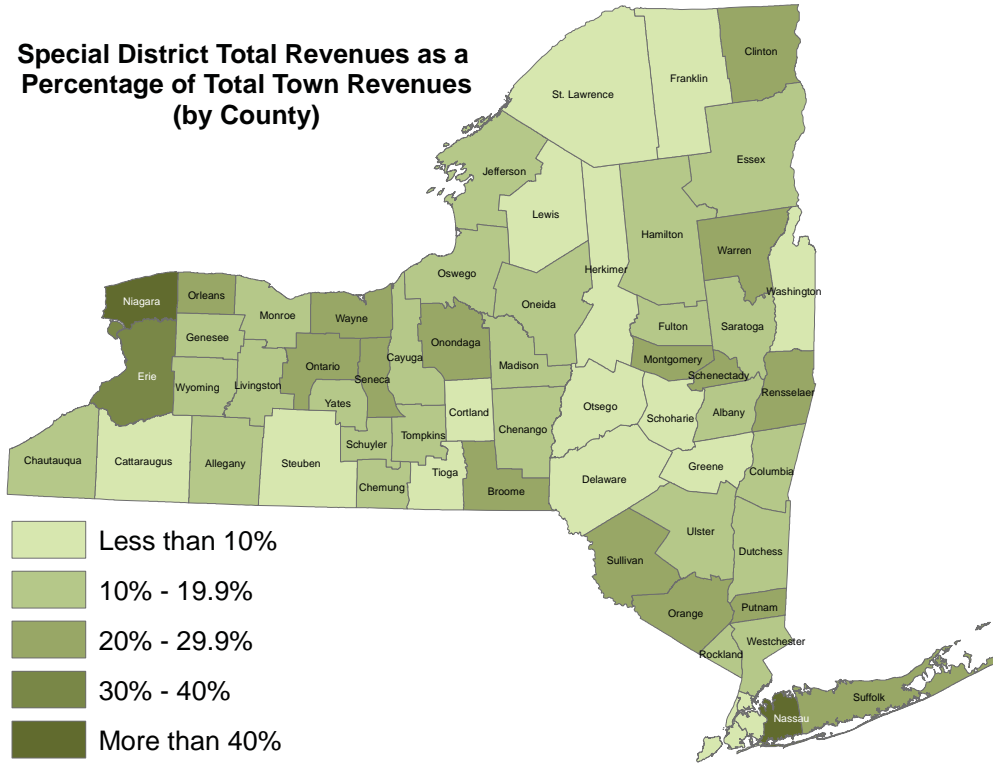 Special District Total Revenues as a
Percentage of Total Town Revenues
(by County)
Clinton
Franklin
St. Lawrence
Essex
Jefferson
Lewis
Hamilton
Warren
Herkimer
Oswego
Washington
Niagara
Orleans
Oneida
Monroe
Wayne
Fulton
Saratoga
Genesee
Onondaga
Cayuga
Madison
Montgomery
Ontario
Schenectady
Erie
Seneca
Wyoming
Livingston
Rensselaer
Yates
Cortland
Otsego
Schoharie
Albany
Chenango
Tompkins
Schuyler
Chautauqua
Cattaraugus
Allegany
Steuben
Tioga
Greene
Columbia
Delaware
Chemung
Broome
Ulster
Dutchess
Sullivan
Putnam
Orange
Westchester
Rockland
Suffolk
Nassau
Less than 10%
10% - 19.9%
20% - 29.9%
30% - 40%
More than 40%